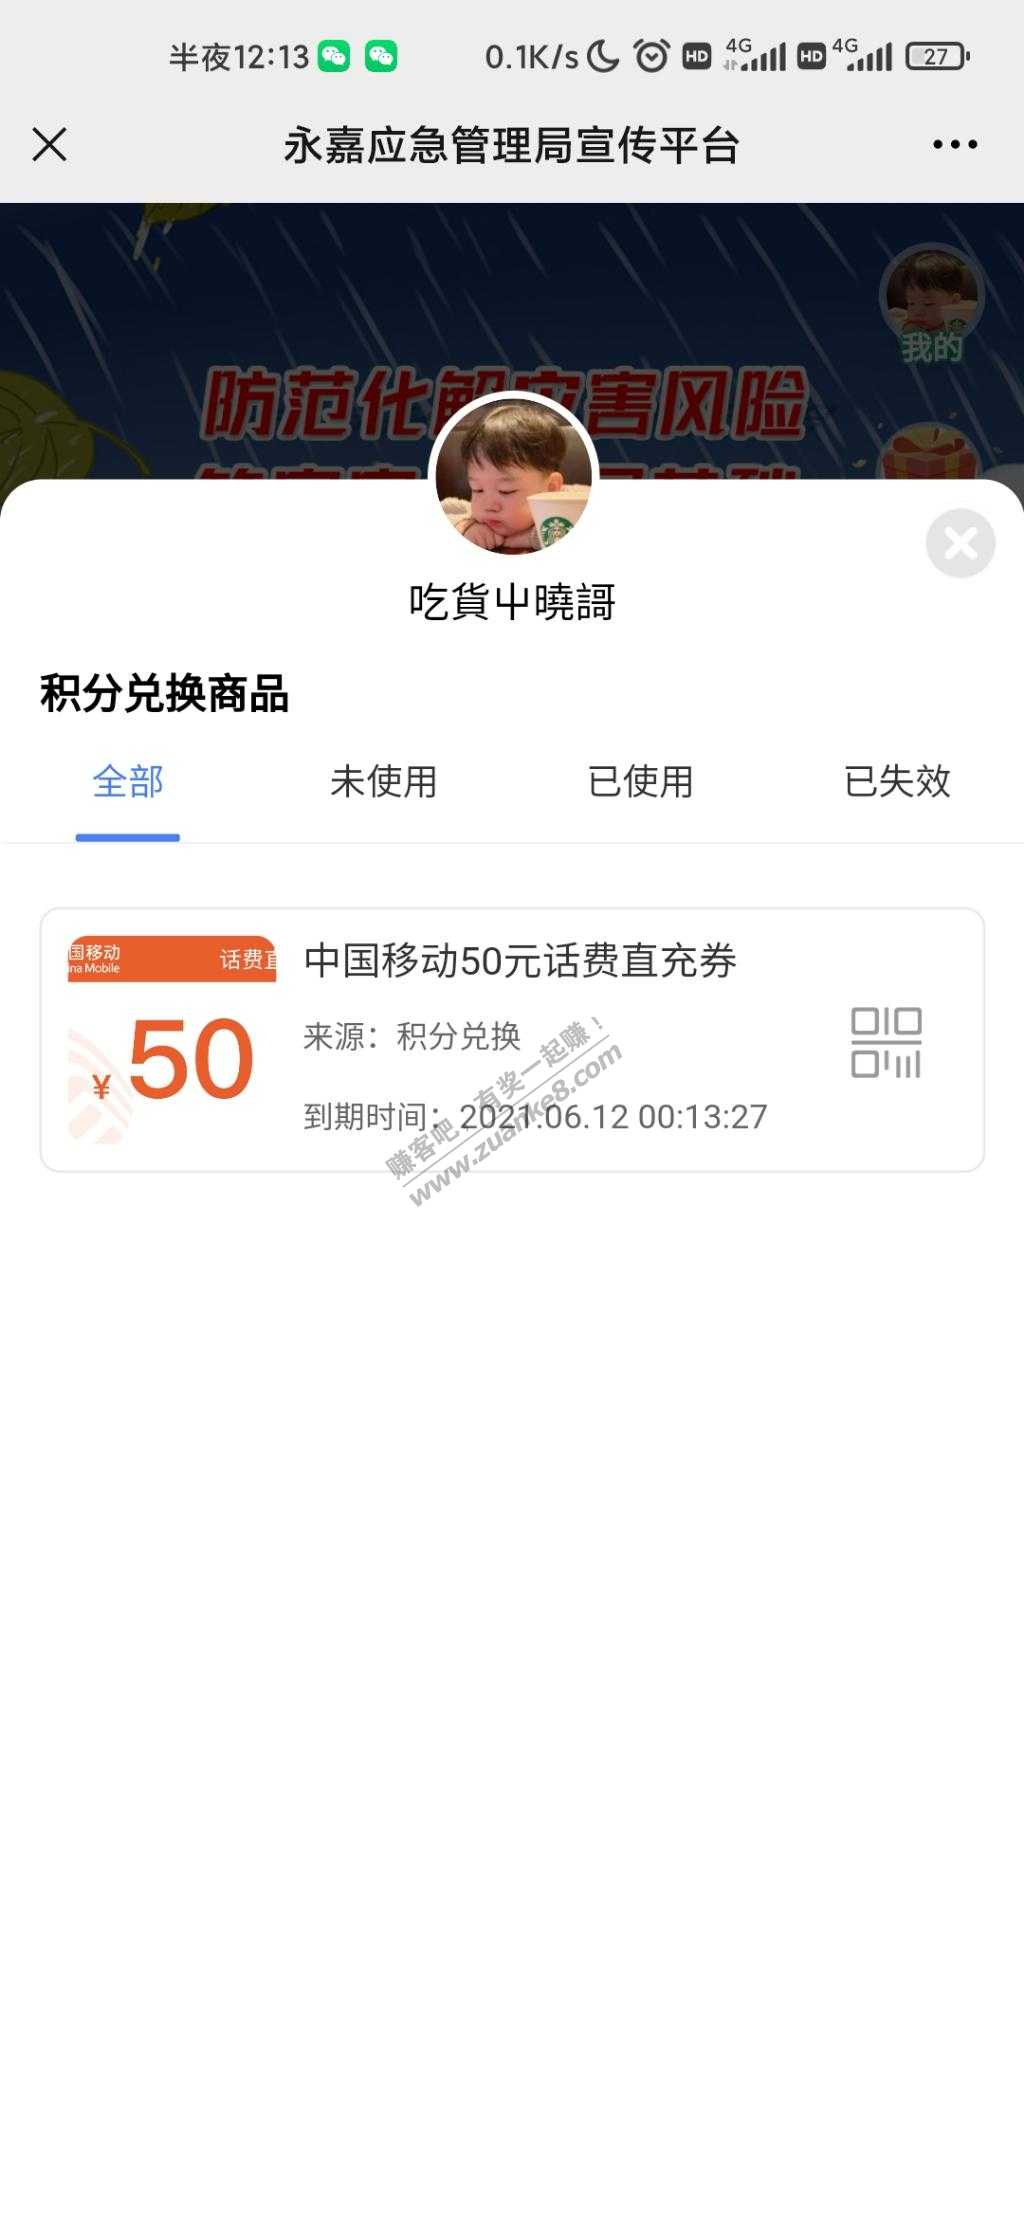 半夜12:13
0.1K/s
HD
4G
HD
4G
27
永嘉应急管理局宣传平台
我的
防范化解灾害风险
吃貨屮曉謌
积分兑换商品
全部
未使用
已使用
已失效
国移动
na Mobile
话费直
¥50
中国移动50元话费直充券
来源：积分兑换
到期时间：2021.06.12 00:13:27
赚客吧，有奖一起赚！
www.zuanke8.com